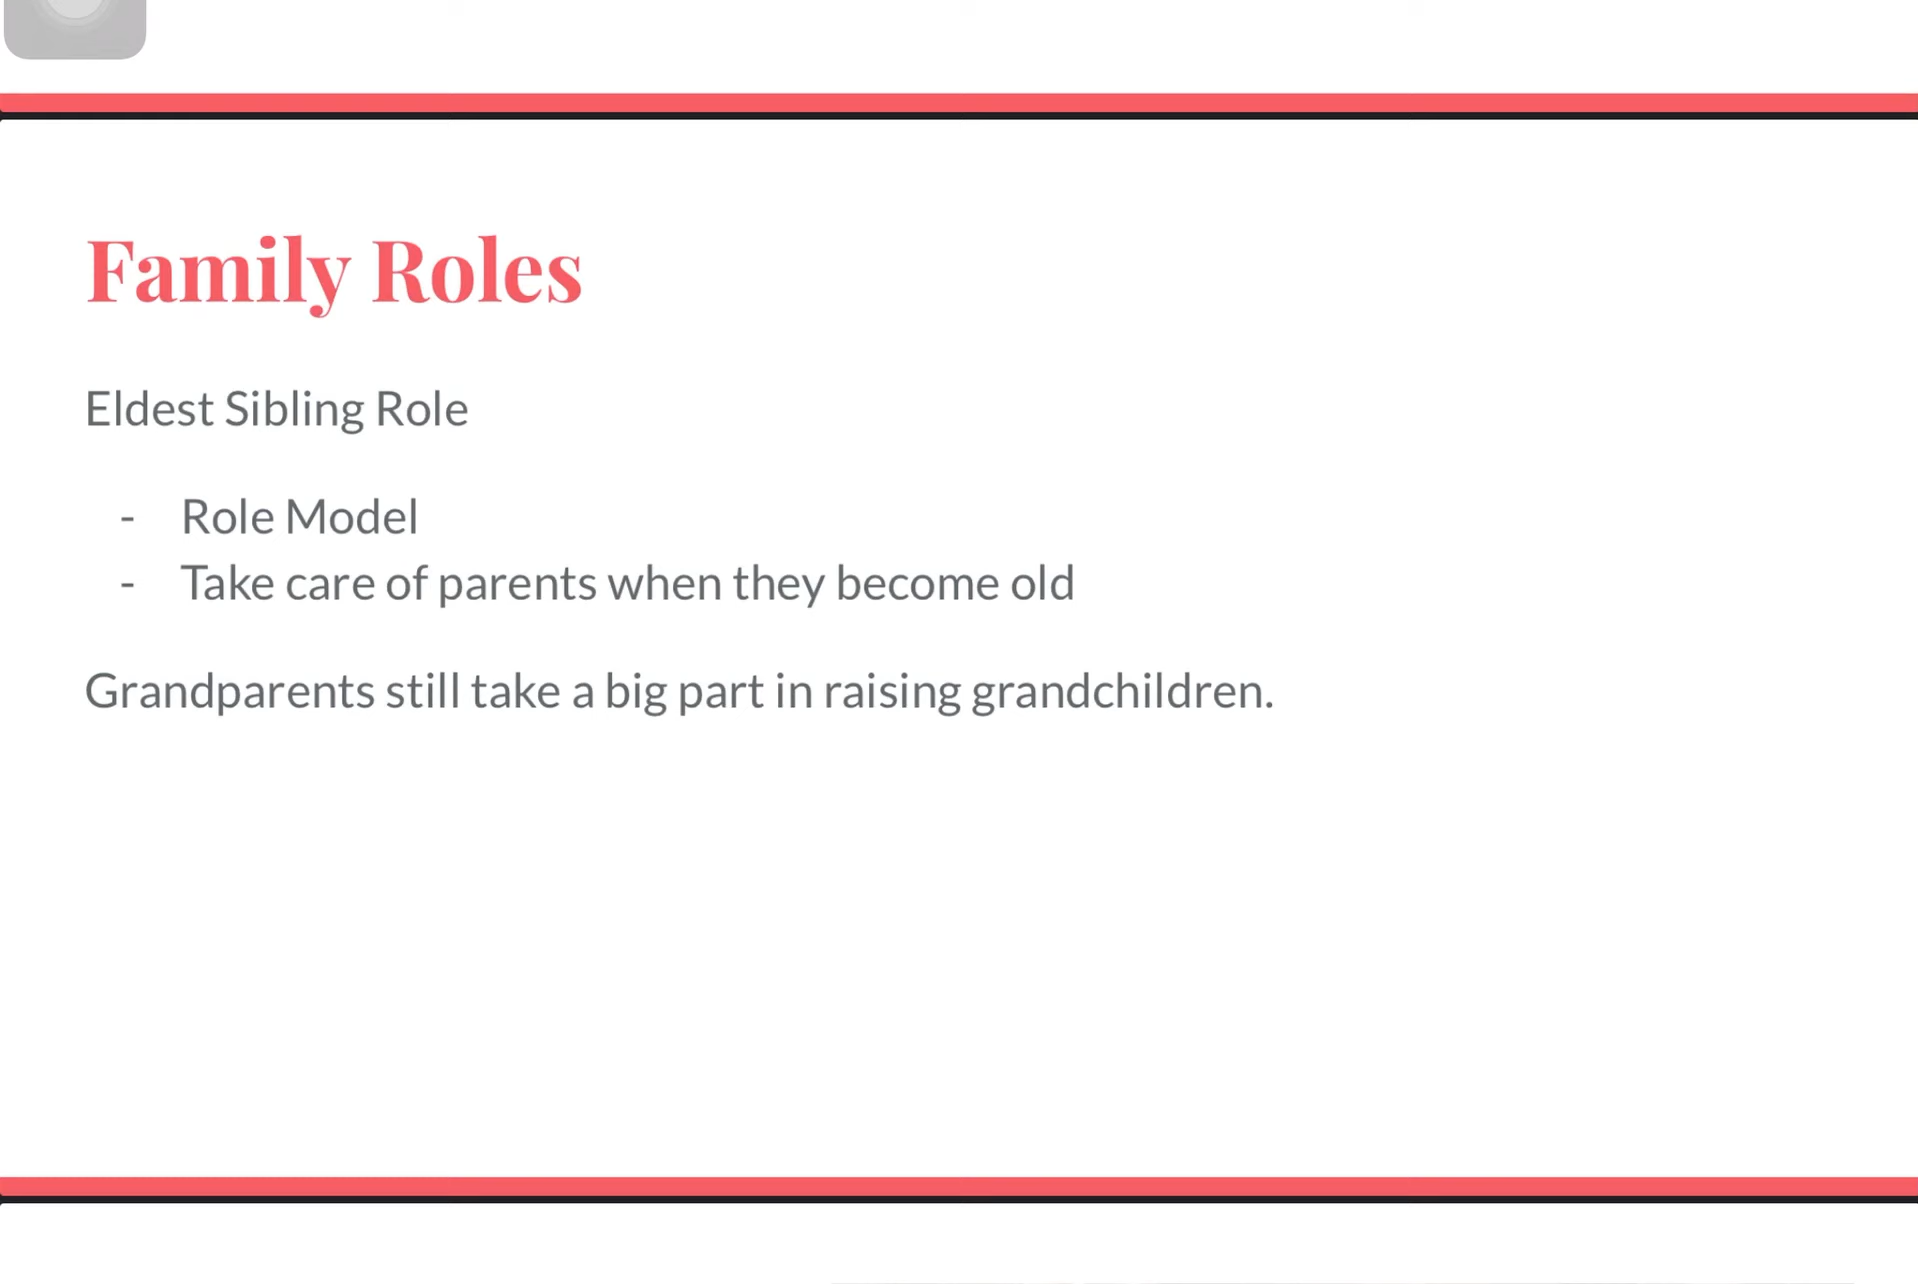 Family Roles
Eldest Sibling Role
- Role Model
- Take care of parents when they become old
Grandparents still take a big part in raising grandchildren.